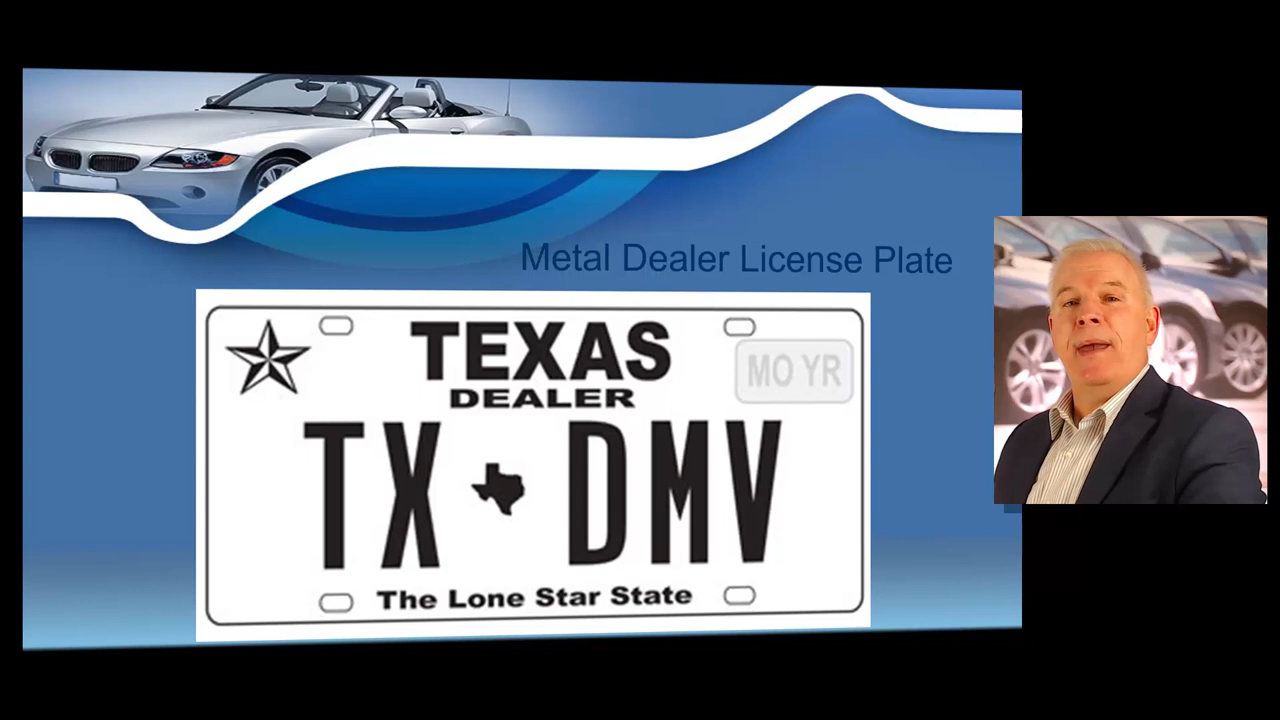 Metal Dealer License Plate
TEXAS
MO YR
DEALER
TX DMV
The Lone Star State